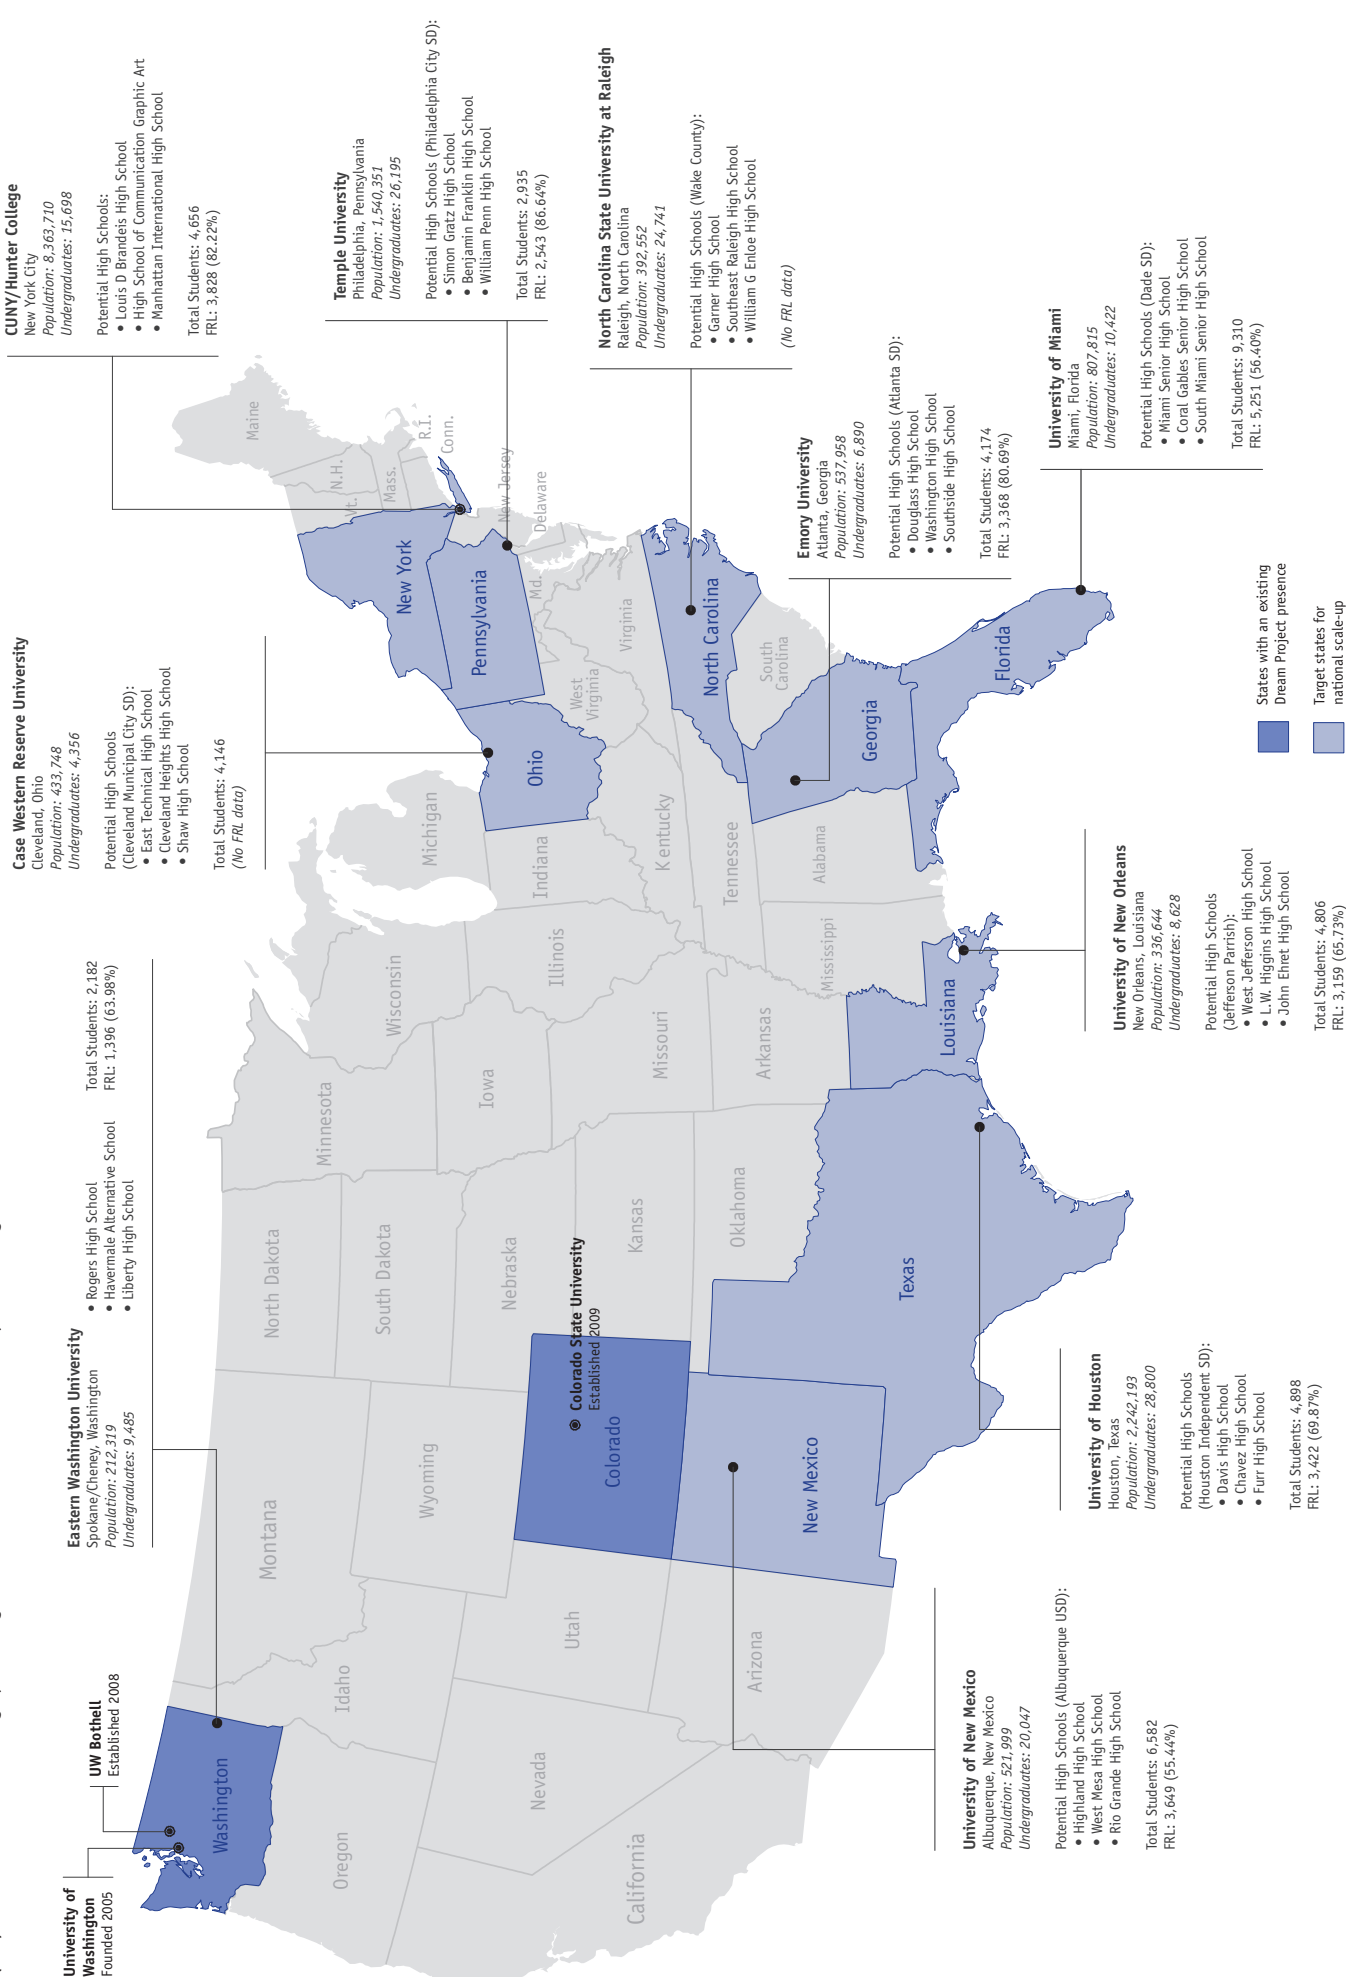 University of
Washington
Founded 2005
UW Bothell
Established 2008
Eastern Washington University
Spokane/Cheney, Washington
Population: 212,319
Undergraduates: 9,485
• Rogers High School
• Havermale Alternative School
• Liberty High School
Total Students: 2,182
FRL: 1,396 (63.98%)
Case Western Reserve University
Cleveland, Ohio
Population: 433,748
Undergraduates: 4,356
Potential High Schools
(Cleveland Municipal City SD):
• East Technical High School
• Cleveland Heights High School
• Shaw High School
Total Students: 4,146
(No FRL data)
CUNY/Hunter College
New York City
Population: 8,363,710
Undergraduates: 15,698
Potential High Schools:
• Louis D Brandeis High School
• High School of Communication Graphic Art
• Manhattan International High School
Total Students: 4,656
FRL: 3,828 (82.22%)
Temple University
Philadelphia, Pennsylvania
Population: 1,540,351
Undergraduates: 26,195
Potential High Schools (Philadelphia City SD):
• Simon Gratz High School
• Benjamin Franklin High School
• William Penn High School
Total Students: 2,935
FRL: 2,543 (86.64%)
North Carolina State University at Raleigh
Raleigh, North Carolina
Population: 392,552
Undergraduates: 24,741
Potential High Schools (Wake County):
• Garner High School
• Southeast Raleigh High School
• William G Enloe High School
(No FRL data)
Emory University
Atlanta, Georgia
Population: 537,958
Undergraduates: 6,890
Potential High Schools (Atlanta SD):
• Douglass High School
• Washington High School
• Southside High School
Total Students: 4,174
FRL: 3,368 (80.69%)
University of Miami
Miami, Florida
Population: 807,815
Undergraduates: 10,422
Potential High Schools (Dade SD):
• Miami Senior High School
• Coral Gables Senior High School
• South Miami Senior High School
Total Students: 9,310
FRL: 5,251 (56.40%)
University of New Orleans
New Orleans, Louisiana
Population: 336,644
Undergraduates: 8,628
Potential High Schools
(Jefferson Parrish):
• West Jefferson High School
• L.W. Higgins High School
• John Ehret High School
Total Students: 4,806
FRL: 3,159 (65.73%)
University of Houston
Houston, Texas
Population: 2,242,193
Undergraduates: 28,800
Potential High Schools
(Houston Independent SD):
• Davis High School
• Chavez High School
• Furr High School
Total Students: 4,898
FRL: 3,422 (69.87%)
University of New Mexico
Albuquerque, New Mexico
Population: 521,999
Undergraduates: 20,047
Potential High Schools (Albuquerque USD):
• Highland High School
• West Mesa High School
• Rio Grande High School
Total Students: 6,582
FRL: 3,649 (55.44%)
Colorado State University
Established 2009
Washington
Oregon
California
Nevada
Idaho
Montana
Wyoming
Utah
Arizona
Colorado
New Mexico
North Dakota
South Dakota
Nebraska
Kansas
Oklahoma
Texas
Minnesota
Iowa
Missouri
Arkansas
Louisiana
Wisconsin
Illinois
Mississippi
Michigan
Indiana
Kentucky
Tennessee
Alabama
Ohio
West
Virginia
Virginia
North Carolina
South
Carolina
Georgia
Florida
Pennsylvania
New York
Md.
Delaware
New Jersey
Conn.
R.I.
Mass.
Vt.
N.H.
Maine
States with an existing
Dream Project presence
Target states for
national scale-up